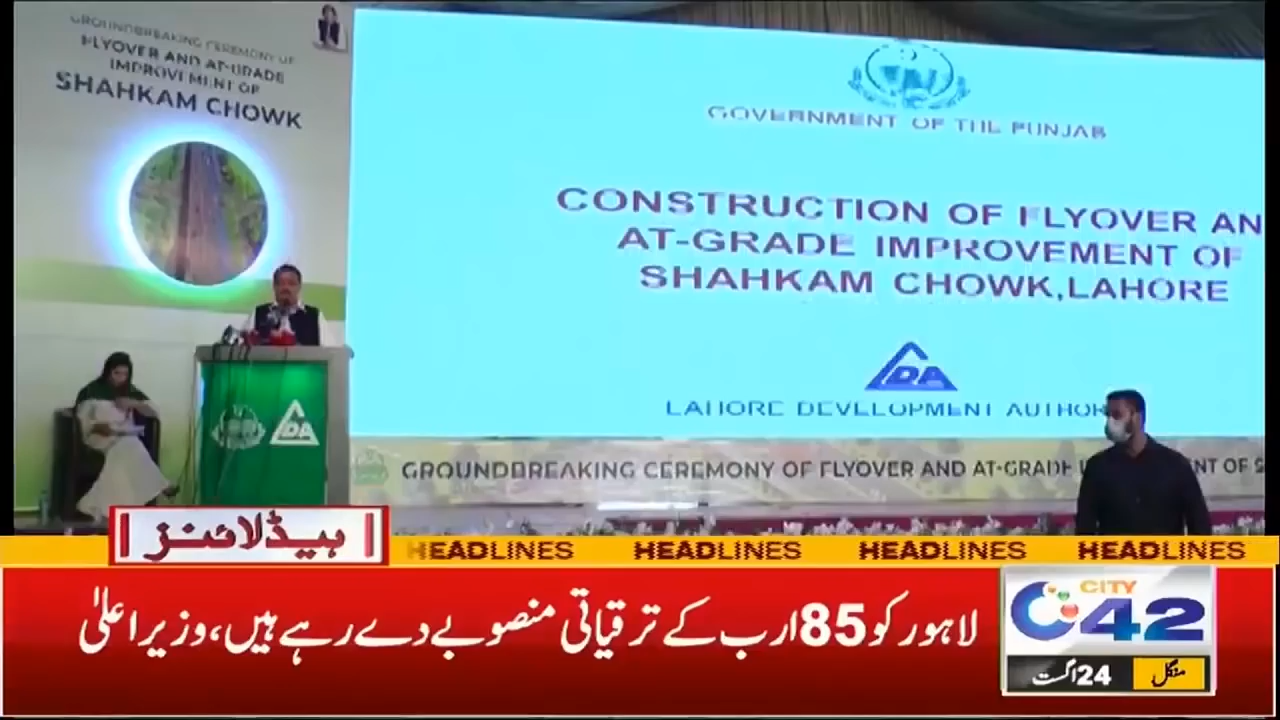 GROUNDBREAKING CEREMONY OF
FLYOVER AND AT-GRADE
IMPROVEMENT OF
SHAHKAM CHOWK
GOVERNMENT OF THE PUNJAB
CONSTRUCTION OF FLYOVER AN
AT-GRADE IMPROVEMENT OF
SHAHKAM CHOWK,LAHORE
LDA
LAHORE DEVELOPMENT AUTHOR
LDA
GROUNDBREAKING CEREMONY OF FLYOVER AND AT-GRADE I NT OF S
ہیڈلائنز
HEADLINES HEADLINES HEADLINES HEADLINES
لاہور کو 85 ارب کے ترقیاتی منصوبے دے رہے ہیں، وزیراعلیٰ
CITY
42
منگل 24 اگست